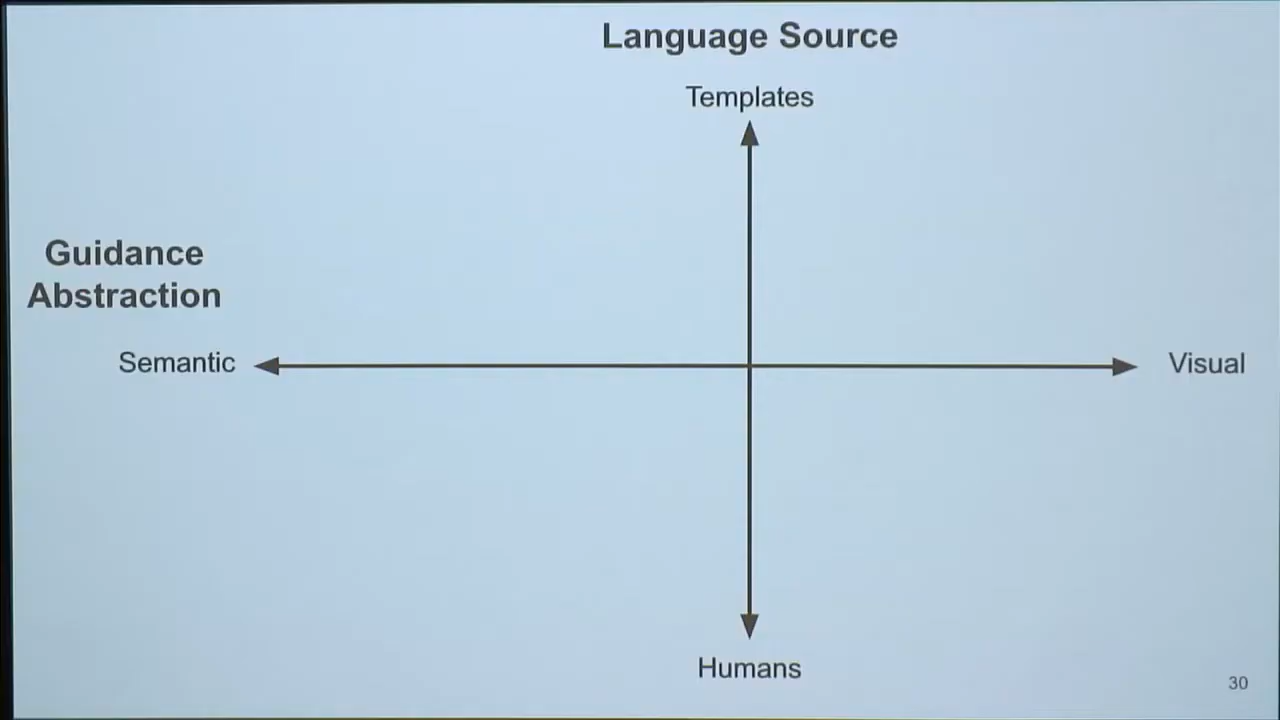 Language Source
Templates
Guidance
Abstraction
Semantic
Visual
Humans
30